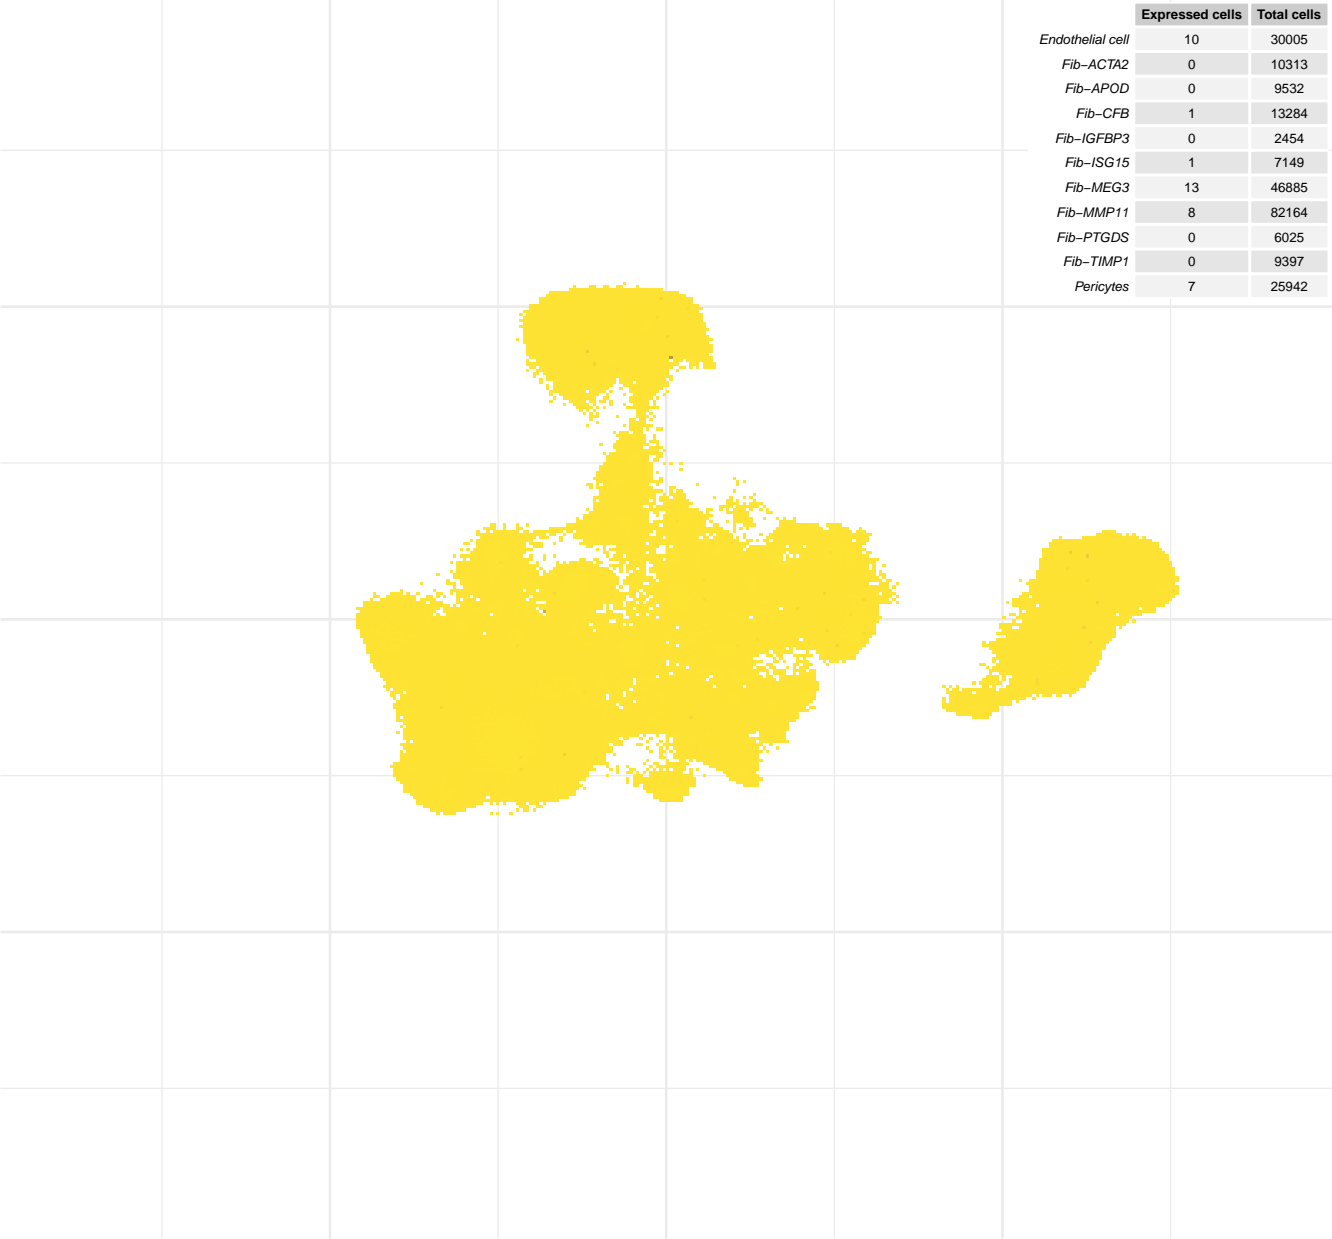 Expressed cells Total cells
Endothelial cell 10 30005
Fib−ACTA2 0 10313
Fib−APOD 0 9532
Fib−CFB 1 13284
Fib−IGFBP3 0 2454
Fib−ISG15 1 7149
Fib−MEG3 13 46885
Fib−MMP11 8 82164
Fib−PTGDS 0 6025
Fib−TIMP1 0 9397
Pericytes 7 25942